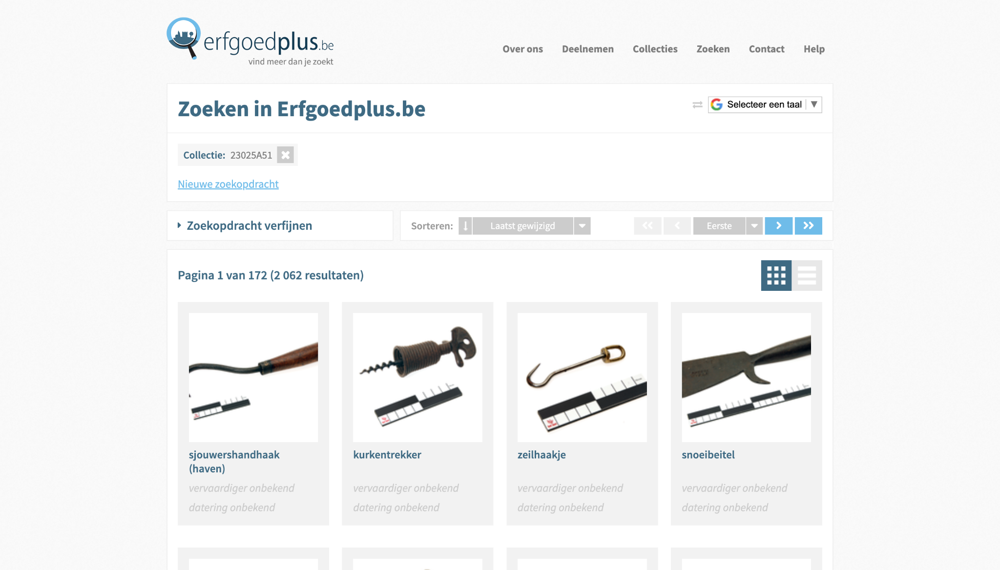 erfgoedplus.be
vind meer dan je zoekt
Over ons Deelnemen Collecties Zoeken Contact Help
Zoeken in Erfgoedplus.be
Selecteer een taal ▼
Collectie: 23025A51
Nieuwe zoekopdracht
Zoekopdracht verfijnen
Sorteren: Laatst gewijzigd
Eerste
Pagina 1 van 172 (2 062 resultaten)
sjouwershandhaak
(haven)
vervaardiger onbekend
datering onbekend
kurkentrekker
vervaardiger onbekend
datering onbekend
zeilhaakje
vervaardiger onbekend
datering onbekend
snoeibeitel
vervaardiger onbekend
datering onbekend